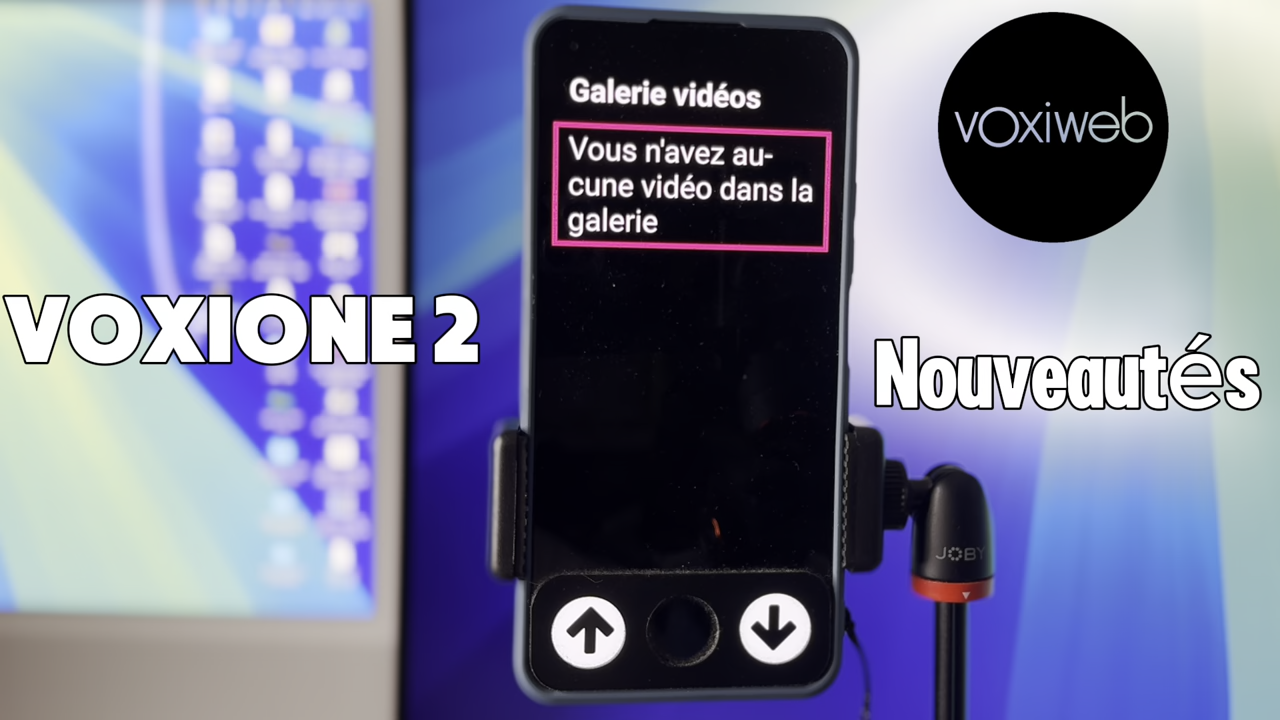 Galerie vidéos
Vous n'avez au-
cune vidéo dans la
galerie
voxiweb
VOXIONE 2
Nouveautés
JOBY